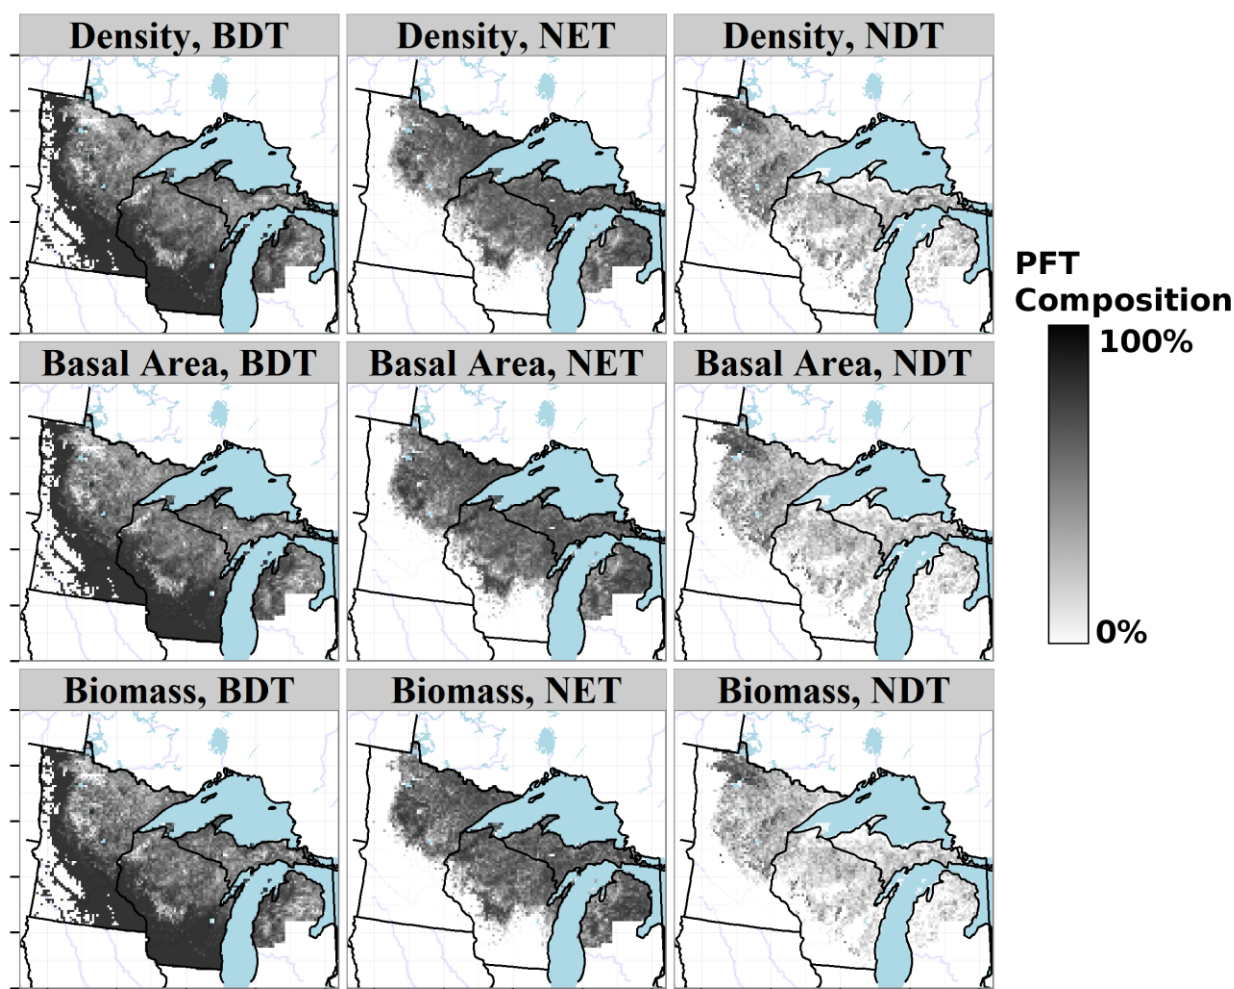 Density, BDT
Density, NET
Density, NDT
Basal Area, BDT
Basal Area, NET
Basal Area, NDT
Biomass, BDT
Biomass, NET
Biomass, NDT
PFT
Composition
100%
0%